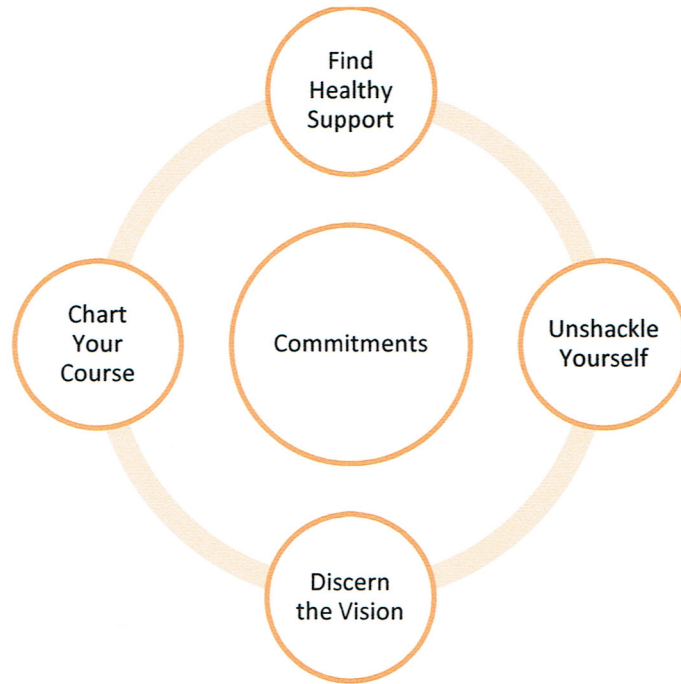 Find
Healthy
Support
Chart
Your
Course
Commitments
Unshackle
Yourself
Discern
the Vision